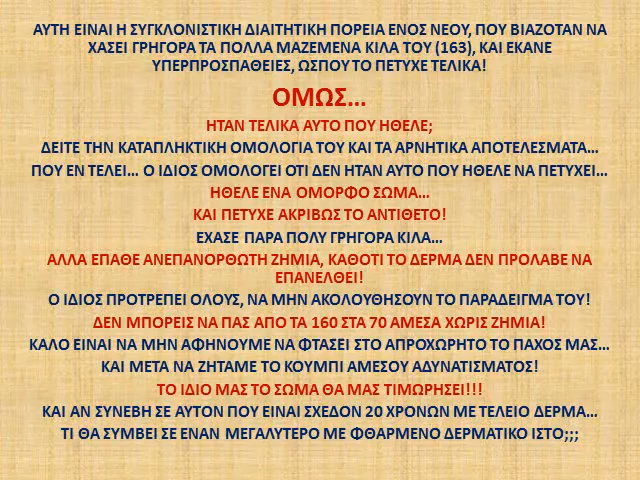 ΑΥΤΗ ΕΙΝΑΙ Η ΣΥΓΚΛΟΝΙΣΤΙΚΗ ΔΙΑΙΤΗΤΙΚΗ ΠΟΡΕΙΑ ΕΝΟΣ ΝΕΟΥ, ΠΟΥ ΒΙΑΖΟΤΑΝ ΝΑ
ΧΑΣΕΙ ΓΡΗΓΟΡΑ ΤΑ ΠΟΛΛΑ ΜΑΖΕΜΕΝΑ ΚΙΛΑ ΤΟΥ (163), ΚΑΙ ΕΚΑΝΕ
ΥΠΕΡΠΡΟΣΠΑΘΕΙΕΣ, ΩΣΠΟΥ ΤΟ ΠΕΤΥΧΕ ΤΕΛΙΚΑ!
ΟΜΩΣ...
ΗΤΑΝ ΤΕΛΙΚΑ ΑΥΤΟ ΠΟΥ ΗΘΕΛΕ;
ΔΕΙΤΕ ΤΗΝ ΚΑΤΑΠΛΗΚΤΙΚΗ ΟΜΟΛΟΓΙΑ ΤΟΥ ΚΑΙ ΤΑ ΑΡΝΗΤΙΚΑ ΑΠΟΤΕΛΕΣΜΑΤΑ...
ΠΟΥ ΕΝ ΤΕΛΕΙ... Ο ΙΔΙΟΣ ΟΜΟΛΟΓΕΙ ΟΤΙ ΔΕΝ ΗΤΑΝ ΑΥΤΟ ΠΟΥ ΗΘΕΛΕ ΝΑ ΠΕΤΥΧΕΙ...
ΗΘΕΛΕ ΕΝΑ ΟΜΟΡΦΟ ΣΩΜΑ...
ΚΑΙ ΠΕΤΥΧΕ ΑΚΡΙΒΩΣ ΤΟ ΑΝΤΙΘΕΤΟ!
ΕΧΑΣΕ ΠΑΡΑ ΠΟΛΥ ΓΡΗΓΟΡΑ ΚΙΛΑ...
ΑΛΛΑ ΕΠΑΘΕ ΑΝΕΠΑΝΟΡΘΩΤΗ ΖΗΜΙΑ, ΚΑΘΟΤΙ ΤΟ ΔΕΡΜΑ ΔΕΝ ΠΡΟΛΑΒΕ ΝΑ
ΕΠΑΝΕΛΘΕΙ!
Ο ΙΔΙΟΣ ΠΡΟΤΡΕΠΕΙ ΟΛΟΥΣ, ΝΑ ΜΗΝ ΑΚΟΛΟΥΘΗΣΟΥΝ ΤΟ ΠΑΡΑΔΕΙΓΜΑ ΤΟΥ!
ΔΕΝ ΜΠΟΡΕΙΣ ΝΑ ΠΑΣ ΑΠΟ ΤΑ 160 ΣΤΑ 70 ΑΜΕΣΑ ΧΩΡΙΣ ΖΗΜΙΑ!
ΚΑΛΟ ΕΙΝΑΙ ΝΑ ΜΗΝ ΑΦΗΝΟΥΜΕ ΝΑ ΦΤΑΣΕΙ ΣΤΟ ΑΠΡΟΧΩΡΗΤΟ ΤΟ ΠΑΧΟΣ ΜΑΣ...
ΚΑΙ ΜΕΤΑ ΝΑ ΖΗΤΑΜΕ ΤΟ ΚΟΥΜΠΙ ΑΜΕΣΟΥ ΑΔΥΝΑΤΙΣΜΑΤΟΣ!
ΤΟ ΙΔΙΟ ΜΑΣ ΤΟ ΣΩΜΑ ΘΑ ΜΑΣ ΤΙΜΩΡΗΣΕΙ!!!
ΚΑΙ ΑΝ ΣΥΝΕΒΗ ΣΕ ΑΥΤΟΝ ΠΟΥ ΕΙΝΑΙ ΣΧΕΔΟΝ 20 ΧΡΟΝΩΝ ΜΕ ΤΕΛΕΙΟ ΔΕΡΜΑ...
ΤΙ ΘΑ ΣΥΜΒΕΙ ΣΕ ΕΝΑΝ ΜΕΓΑΛΥΤΕΡΟ ΜΕ ΦΘΑΡΜΕΝΟ ΔΕΡΜΑΤΙΚΟ ΙΣΤΟ;;;